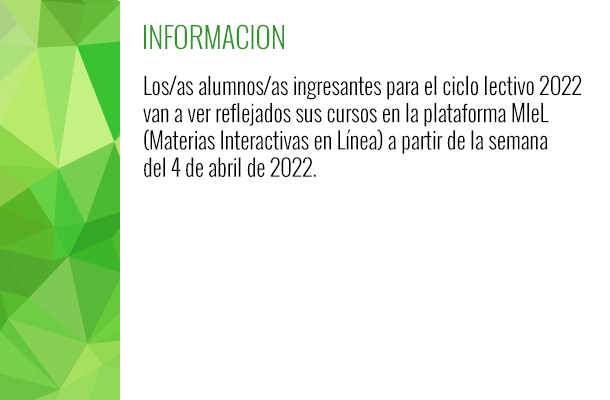 INFORMACION
Los/as alumnos/as ingresantes para el ciclo lectivo 2022
van a ver reflejados sus cursos en la plataforma MIeL
(Materias Interactivas en Línea) a partir de la semana
del 4 de abril de 2022.